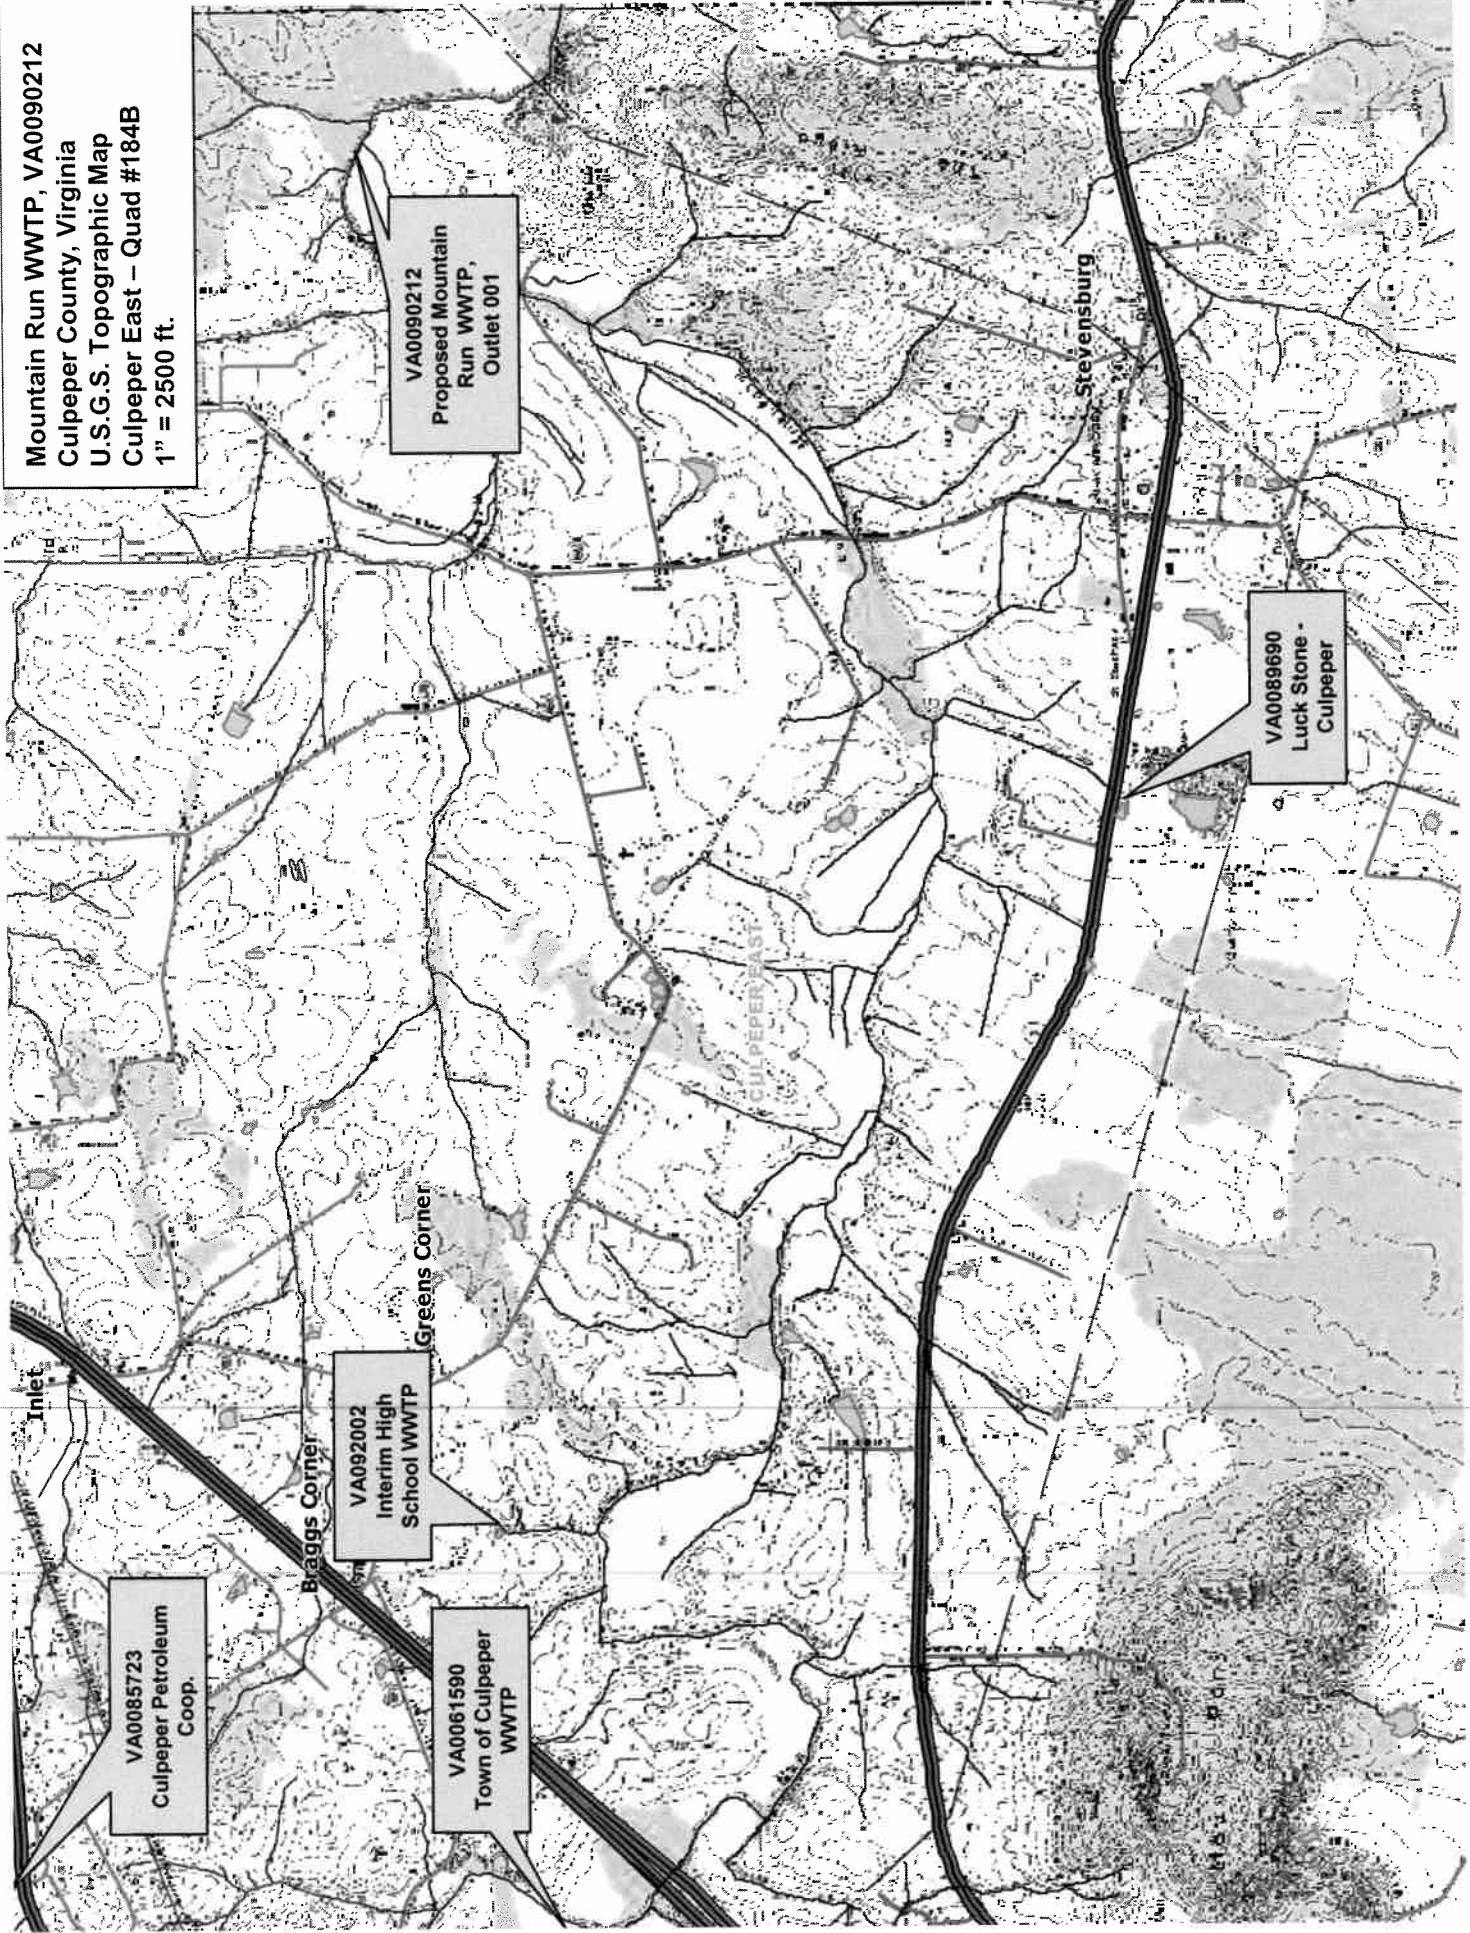 Mountain Run WWTP, VA0090212
Culpeper County, Virginia
U.S.G.S. Topographic Map
Culpeper East – Quad #184B
1” = 2500 ft.
VA0085723
Culpeper Petroleum
Coop.
Inlet
Braggs Corner
VA092002
Interim High
School WWTP
Greens Corner
VA0061590
Town of Culpeper
WWTP
VA0090212
Proposed Mountain
Run WWTP,
Outlet 001
CULPEPER EAST
Stevensburg
VA0089690
Luck Stone -
Culpeper